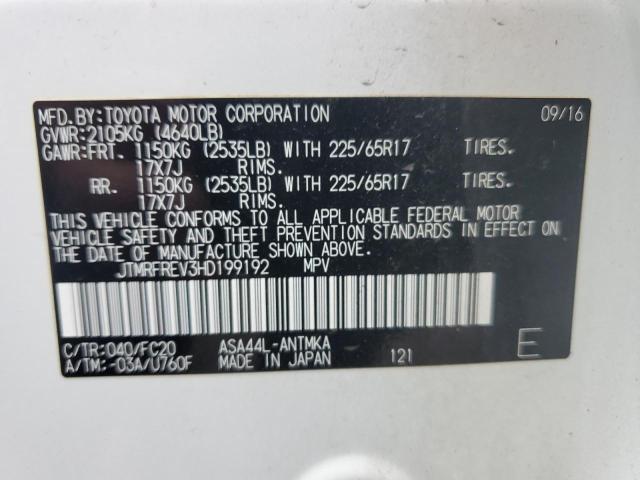 MFD.BY:TOYOTA MOTOR CORPORATION 09/16
GVWR:2105KG (4640LB)
GAWR:FRT. 1150KG (2535LB) WITH 225/65R17 TIRES.
17X7J RIMS.
RR. 1150KG (2535LB) WITH 225/65R17 TIRES.
17X7J RIMS.
THIS VEHICLE CONFORMS TO ALL APPLICABLE FEDERAL MOTOR
VEHICLE SAFETY AND THEFT PREVENTION STANDARDS IN EFFECT ON
THE DATE OF MANUFACTURE SHOWN ABOVE.
JTMRFREV3HD199192 MPV
C/TR:040/FC20 ASA44L-ANTMKA
A/TM:-03A/U760F MADE IN JAPAN 121 E